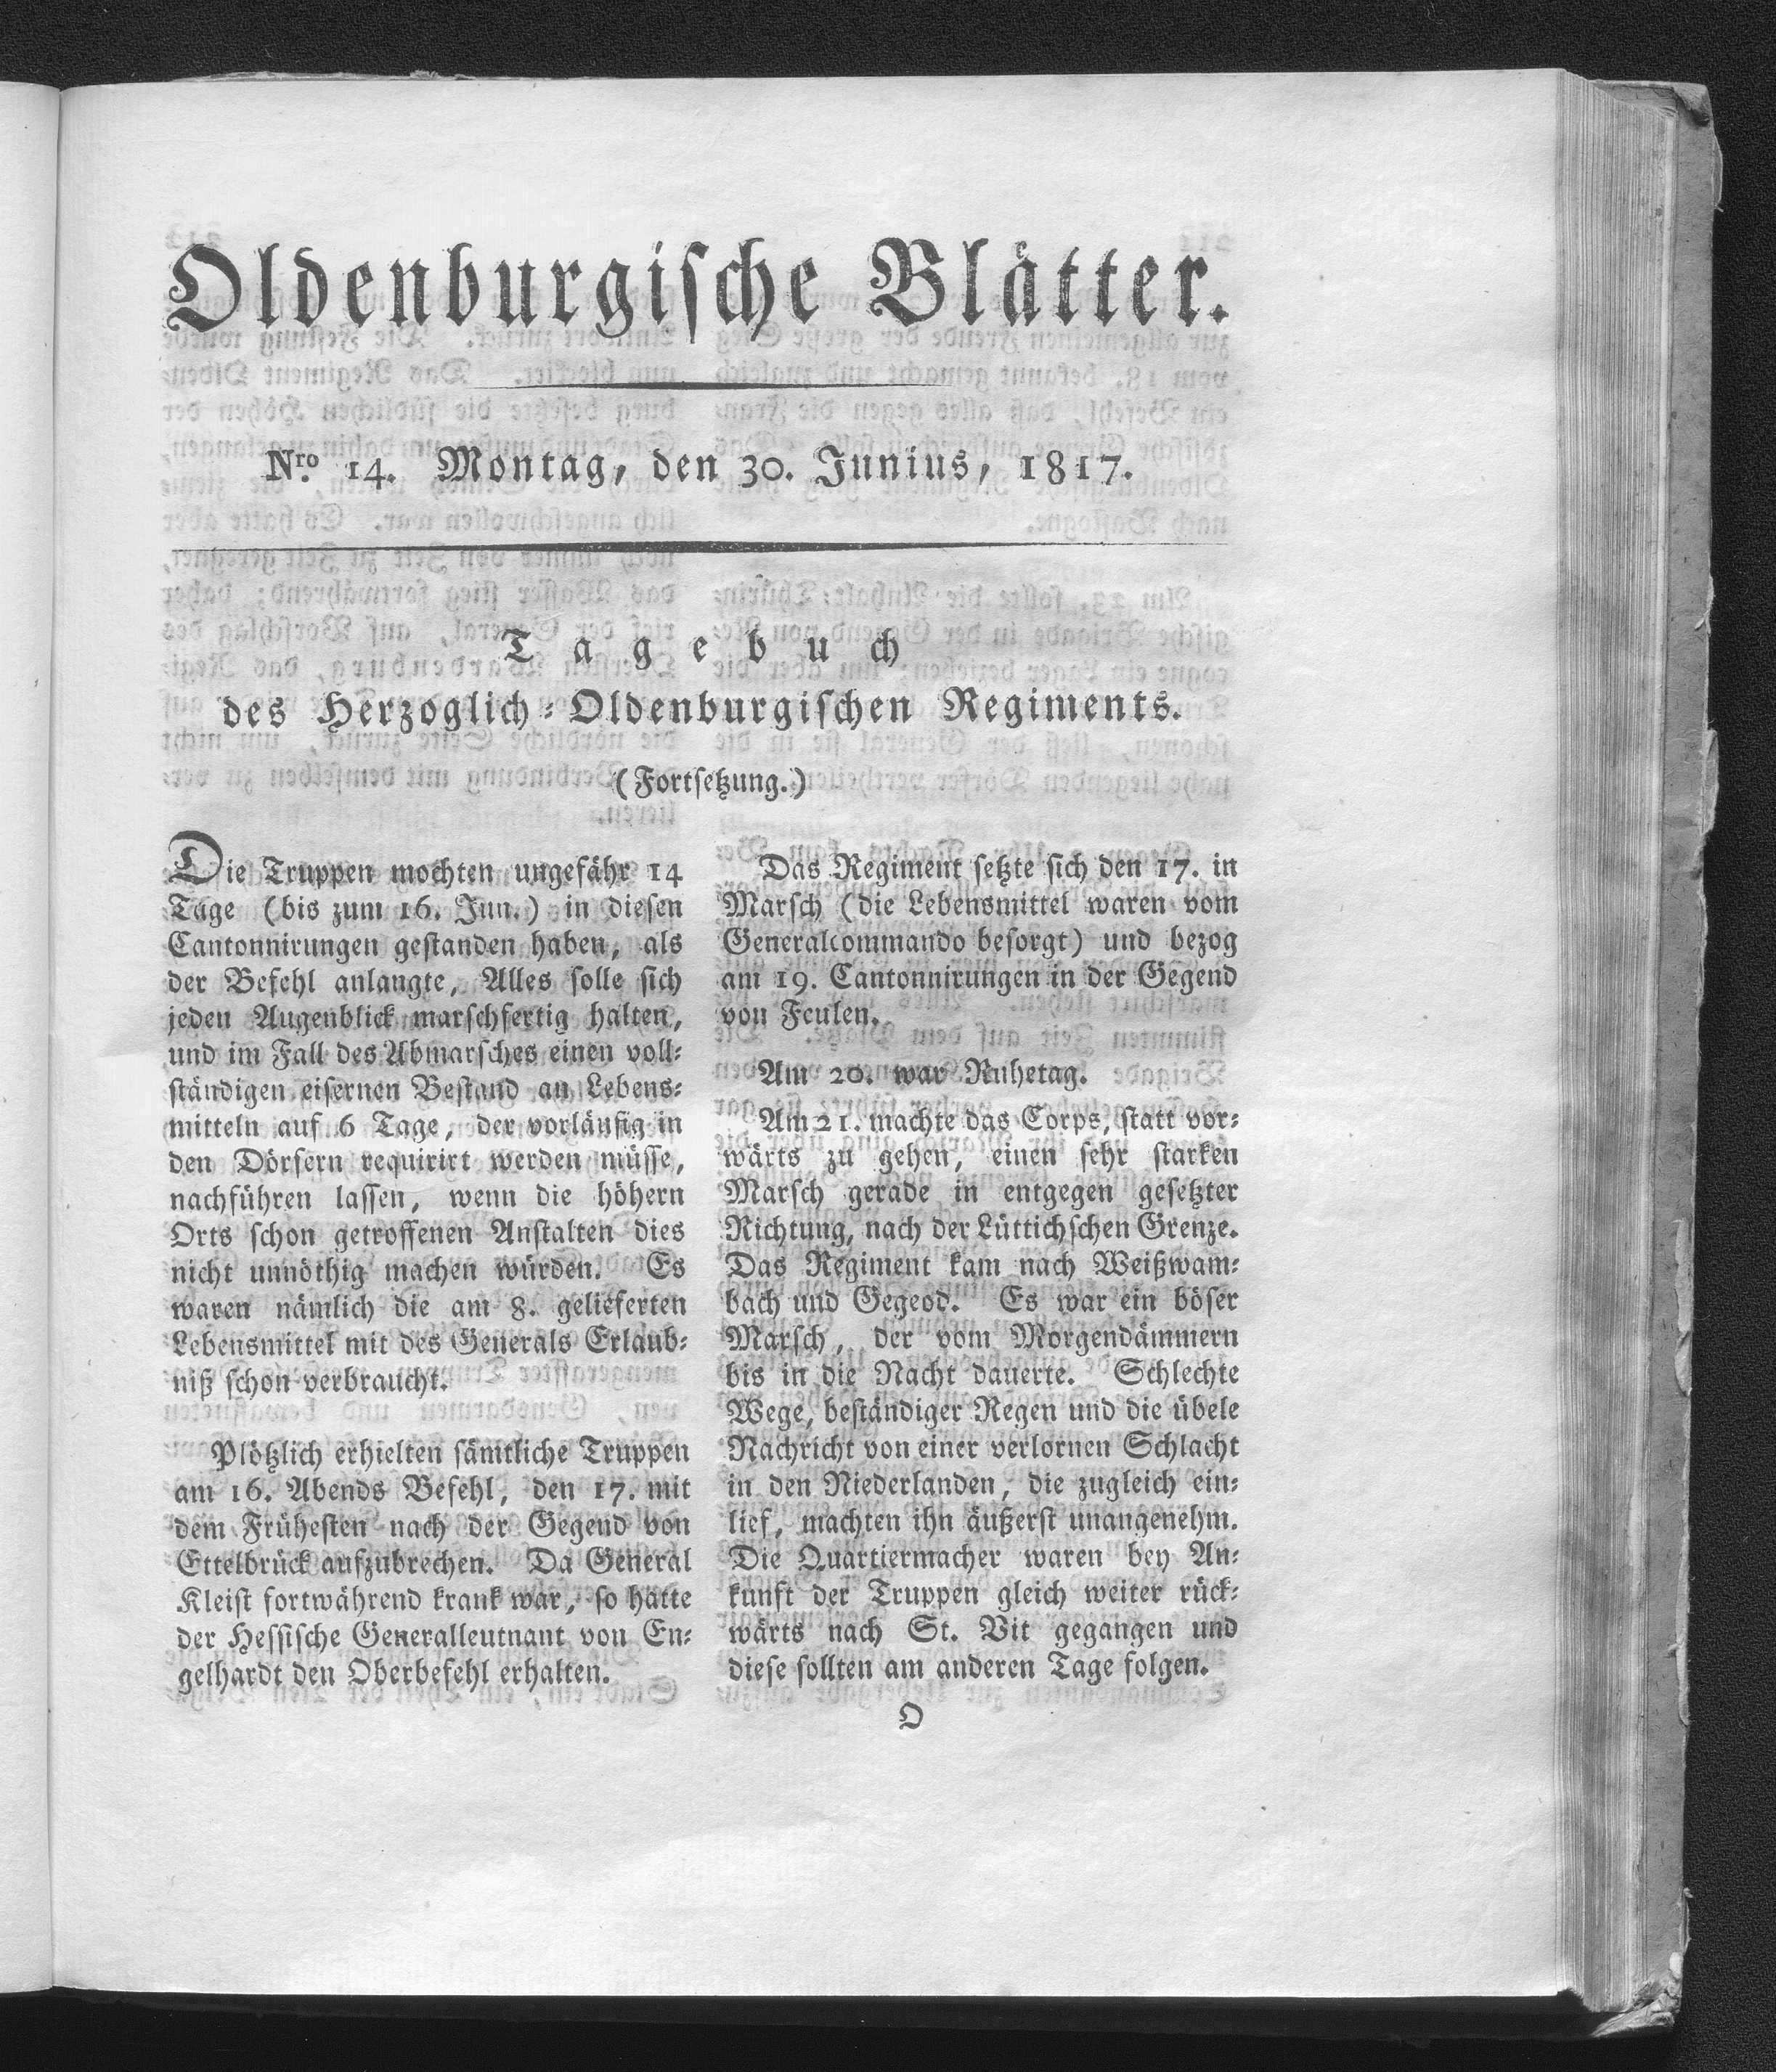 Oldenburgische Blätter.
Nro. 14. Montag, den 30. Junius, 1817.
Tagebuch
des Herzoglich-Oldenburgischen Regiments.
(Fortsetzung.)
Die Truppen mochten ungefähr 14
Tage (bis zum 16. Jun.) in diesen
Cantonnirungen gestanden haben, als
der Befehl anlangte, Alles solle sich
jeden Augenblick marschfertig halten,
und im Fall des Abmarsches einen voll-
ständigen eisernen Bestand an Lebens-
mitteln auf 6 Tage, der vorläufig in
den Dörfern requirirt werden müsse,
nachführen lassen, wenn die höhern
Orts schon getroffenen Anstalten dies
nicht unnöthig machen würden. Es
waren nämlich die am 8. gelieferten
Lebensmittel mit des Generals Erlaub-
niß schon verbraucht.
Plötzlich erhielten sämtliche Truppen
am 16. Abends Befehl, den 17. mit
dem Frühesten nach der Gegend von
Ettelbrück aufzubrechen. Da General
Kleist fortwährend krank war, so hatte
der Hessische Generalleutnant von En-
gelhardt den Oberbefehl erhalten.
Das Regiment setzte sich den 17. in
Marsch (die Lebensmittel waren vom
Generalcommando besorgt) und bezog
am 19. Cantonnirungen in der Gegend
von Feulen.
Am 20. war Ruhetag.
Am 21. machte das Corps, statt vor-
wärts zu gehen, einen sehr starken
Marsch gerade in entgegen gesetzter
Richtung, nach der Lüttichschen Grenze.
Das Regiment kam nach Weißwam-
bach und Gegeod. Es war ein böser
Marsch, der vom Morgendämmern
bis in die Nacht dauerte. Schlechte
Wege, beständiger Regen und die übele
Nachricht von einer verlornen Schlacht
in den Niederlanden, die zugleich ein-
lief, machten ihn äußerst unangenehm.
Die Quartiermacher waren bey An-
kunft der Truppen gleich weiter rück-
wärts nach St. Vit gegangen und
diese sollten am anderen Tage folgen.
O